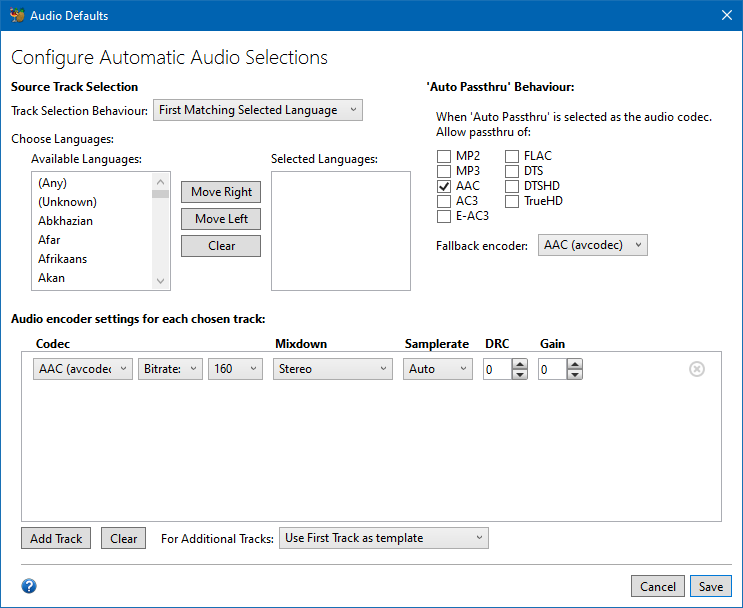 Audio Defaults
Configure Automatic Audio Selections
Source Track Selection
Track Selection Behaviour: First Matching Selected Language
Choose Languages:
Available Languages:
(Any)
(Unknown)
Abkhazian
Afar
Afrikaans
Akan
Move Right
Move Left
Clear
Selected Languages:
'Auto Passthru' Behaviour:
When 'Auto Passthru' is selected as the audio codec.
Allow passthru of:
MP2 FLAC
MP3 DTS
AAC DTSHD
AC3 TrueHD
E-AC3
Fallback encoder: AAC (avcodec)
Audio encoder settings for each chosen track:
Codec Mixdown Samplerate DRC Gain
AAC (avcodec Bitrate: 160 Stereo Auto 0 0
Add Track Clear For Additional Tracks: Use First Track as template
? Cancel Save